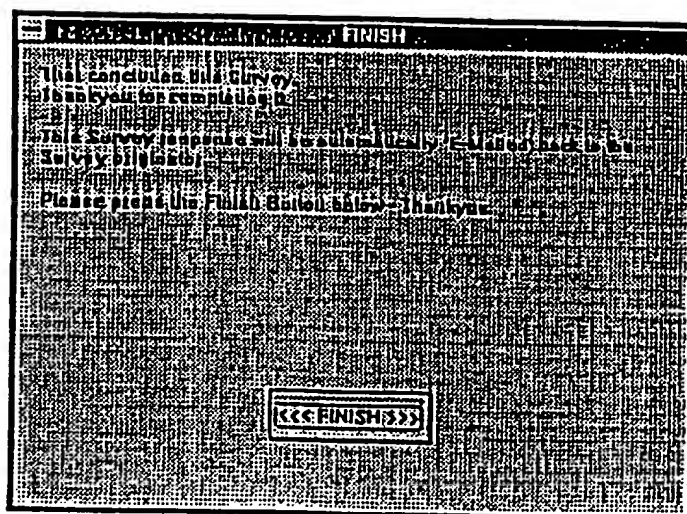 FINISH
That concludes this Survey.
Thankyou for completing it.
This Survey response will be automatically E-Mailed back to the
Survey originator
Please press the Finish Button below - Thankyou.
<<< FINISH >>>